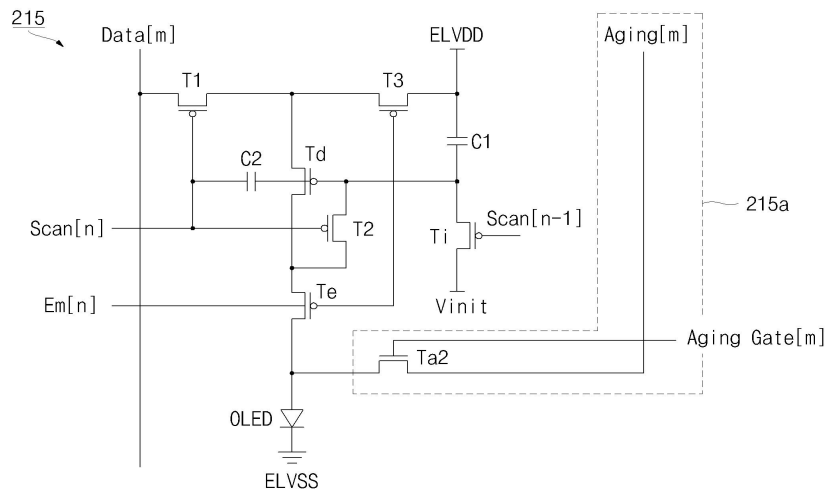 215
Data[m]
ELVDD
Aging[m]
T1
T3
C1
C2
Td
215a
Scan[n]
T2
Scan[n-1]
Ti
Em[n]
Te
Vinit
Aging Gate[m]
Ta2
OLED
ELVSS